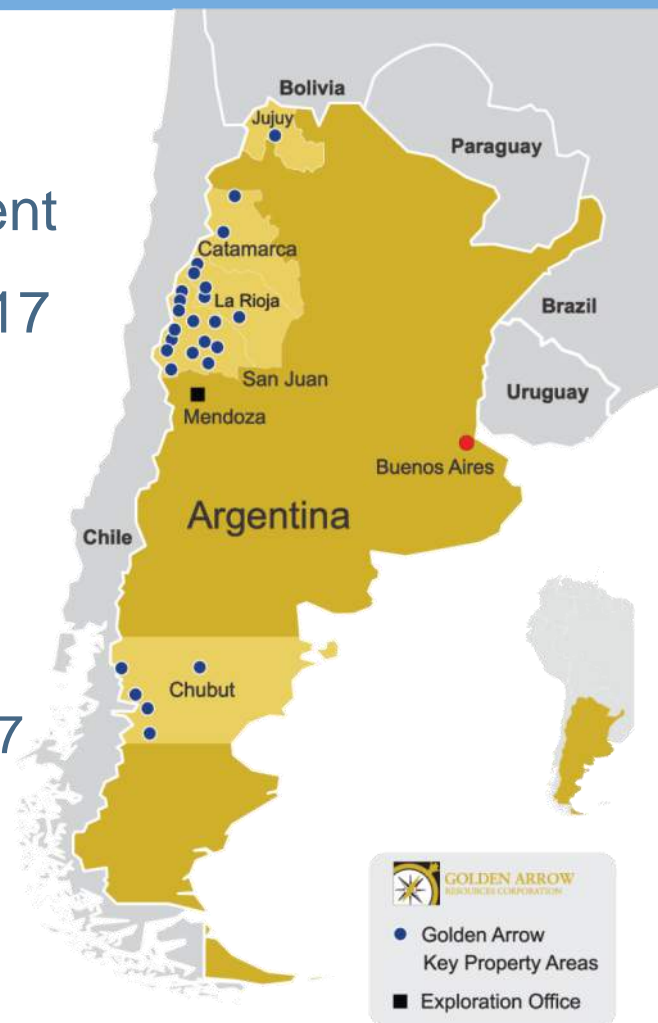 Bolivia
Jujuy
Paraguay
ent
Catamarca
17
La Rioja
Brazil
San Juan
Uruguay
Mendoza
Buenos Aires
Argentina
Chile
Chubut
7
GOLDEN ARROW
RESOURCES CORPORATION
Golden Arrow
Key Property Areas
Exploration Office